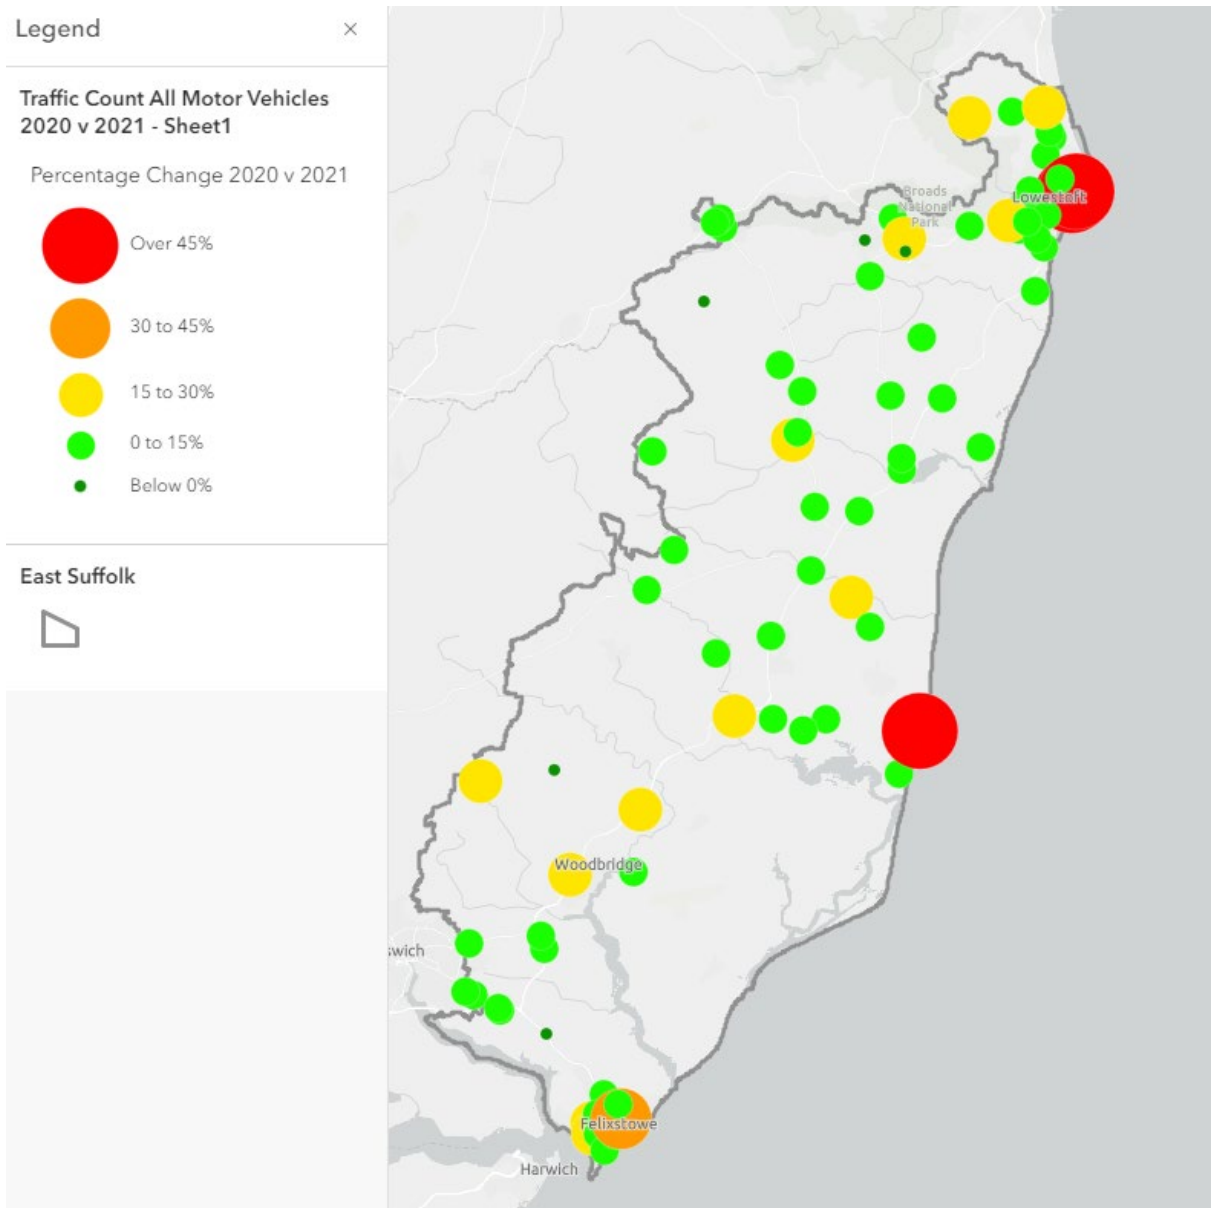 Legend ×
Traffic Count All Motor Vehicles
2020 v 2021 - Sheet1
Percentage Change 2020 v 2021
Over 45%
30 to 45%
15 to 30%
0 to 15%
Below 0%
East Suffolk
Broads
National
Park
Lowestoft
Woodbridge
swich
Felixstowe
Harwich